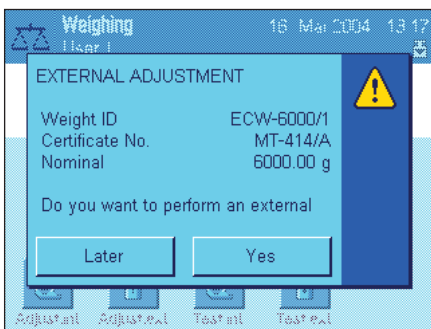 Weighing 16. Mar 2004 13:17
User 1
EXTERNAL ADJUSTMENT
Weight ID ECW-6000/1
Certificate No. MT-414/A
Nominal 6000.00 g
Do you want to perform an external
Later Yes
Adjust.int Adjust.ext Test int Test ext